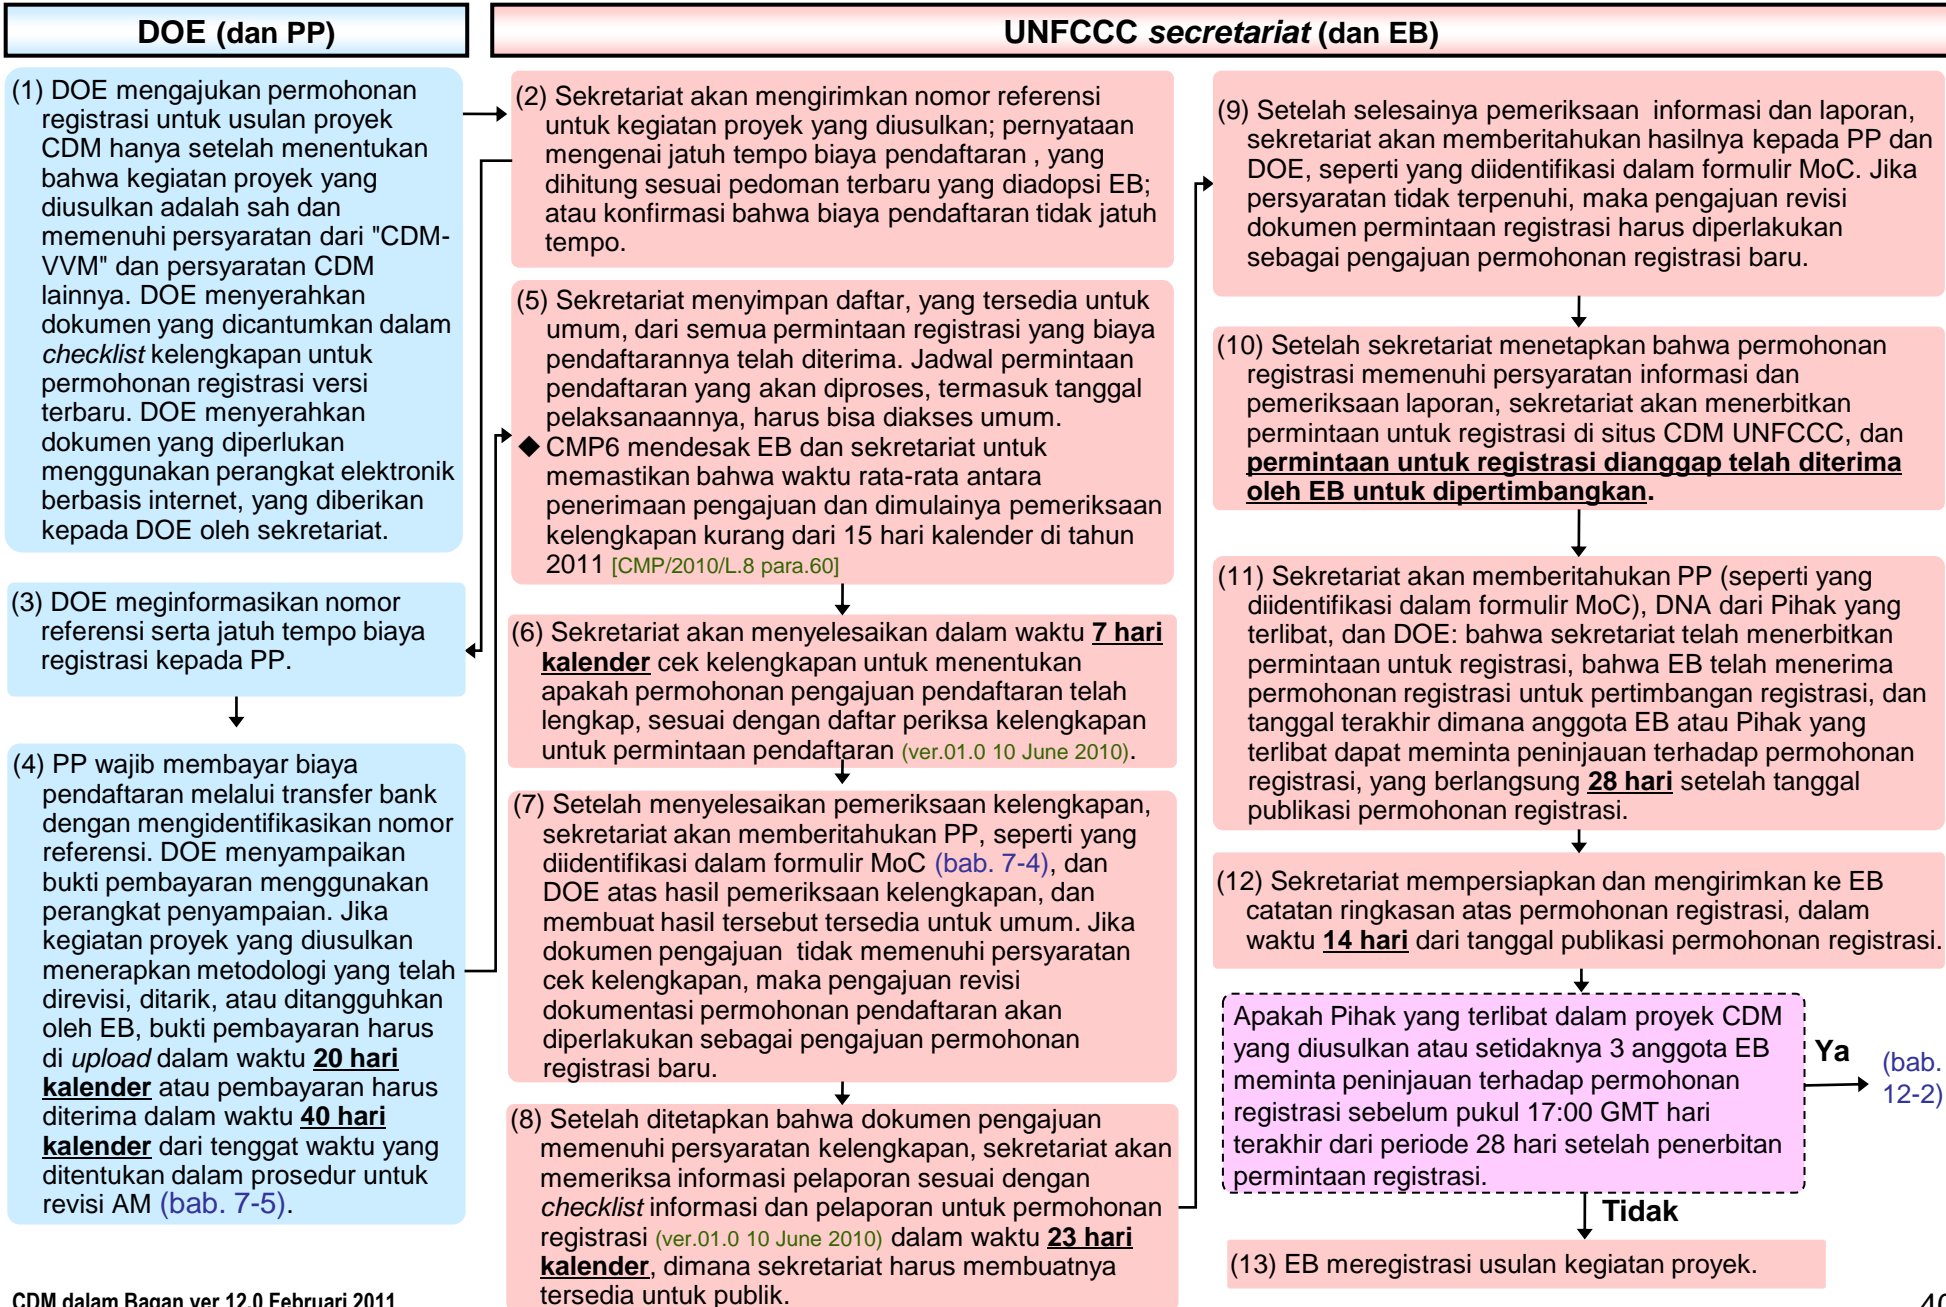 DOE (dan PP)
UNFCCC secretariat (dan EB)
(1) DOE mengajukan permohonan
registrasi untuk usulan proyek
CDM hanya setelah menentukan
bahwa kegiatan proyek yang
diusulkan adalah sah dan
memenuhi persyaratan dari "CDM-
VVM" dan persyaratan CDM
lainnya. DOE menyerahkan
dokumen yang dicantumkan dalam
checklist kelengkapan untuk
permohonan registrasi versi
terbaru. DOE menyerahkan
dokumen yang diperlukan
menggunakan perangkat elektronik
berbasis internet, yang diberikan
kepada DOE oleh sekretariat.
(2) Sekretariat akan mengirimkan nomor referensi
untuk kegiatan proyek yang diusulkan; pernyataan
mengenai jatuh tempo biaya pendaftaran , yang
dihitung sesuai pedoman terbaru yang diadopsi EB;
atau konfirmasi bahwa biaya pendaftaran tidak jatuh
tempo.
(3) DOE meginformasikan nomor
referensi serta jatuh tempo biaya
registrasi kepada PP.
(4) PP wajib membayar biaya
pendaftaran melalui transfer bank
dengan mengidentifikasikan nomor
referensi. DOE menyampaikan
bukti pembayaran menggunakan
perangkat penyampaian. Jika
kegiatan proyek yang diusulkan
menerapkan metodologi yang telah
direvisi, ditarik, atau ditangguhkan
oleh EB, bukti pembayaran harus
di upload dalam waktu 20 hari
kalender atau pembayaran harus
diterima dalam waktu 40 hari
kalender dari tenggat waktu yang
ditentukan dalam prosedur untuk
revisi AM (bab. 7-5).
(5) Sekretariat menyimpan daftar, yang tersedia untuk
umum, dari semua permintaan registrasi yang biaya
pendaftarannya telah diterima. Jadwal permintaan
pendaftaran yang akan diproses, termasuk tanggal
pelaksanaannya, harus bisa diakses umum.
◆ CMP6 mendesak EB dan sekretariat untuk
memastikan bahwa waktu rata-rata antara
penerimaan pengajuan dan dimulainya pemeriksaan
kelengkapan kurang dari 15 hari kalender di tahun
2011 [CMP/2010/L.8 para.60]
(6) Sekretariat akan menyelesaikan dalam waktu 7 hari
kalender cek kelengkapan untuk menentukan
apakah permohonan pengajuan pendaftaran telah
lengkap, sesuai dengan daftar periksa kelengkapan
untuk permintaan pendaftaran (ver.01.0 10 June 2010).
(7) Setelah menyelesaikan pemeriksaan kelengkapan,
sekretariat akan memberitahukan PP, seperti yang
diidentifikasi dalam formulir MoC (bab. 7-4), dan
DOE atas hasil pemeriksaan kelengkapan, dan
membuat hasil tersebut tersedia untuk umum. Jika
dokumen pengajuan  tidak memenuhi persyaratan
cek kelengkapan, maka pengajuan revisi
dokumentasi permohonan pendaftaran akan
diperlakukan sebagai pengajuan permohonan
registrasi baru.
(8) Setelah ditetapkan bahwa dokumen pengajuan
memenuhi persyaratan kelengkapan, sekretariat akan
memeriksa informasi pelaporan sesuai dengan
checklist informasi dan pelaporan untuk permohonan
registrasi (ver.01.0 10 June 2010) dalam waktu 23 hari
kalender, dimana sekretariat harus membuatnya
tersedia untuk publik.
(9) Setelah selesainya pemeriksaan  informasi dan laporan,
sekretariat akan memberitahukan hasilnya kepada PP dan
DOE, seperti yang diidentifikasi dalam formulir MoC. Jika
persyaratan tidak terpenuhi, maka pengajuan revisi
dokumen permintaan registrasi harus diperlakukan
sebagai pengajuan permohonan registrasi baru.
(10) Setelah sekretariat menetapkan bahwa permohonan
registrasi memenuhi persyaratan informasi dan
pemeriksaan laporan, sekretariat akan menerbitkan
permintaan untuk registrasi di situs CDM UNFCCC, dan
permintaan untuk registrasi dianggap telah diterima
oleh EB untuk dipertimbangkan.
(11) Sekretariat akan memberitahukan PP (seperti yang
diidentifikasi dalam formulir MoC), DNA dari Pihak yang
terlibat, dan DOE: bahwa sekretariat telah menerbitkan
permintaan untuk registrasi, bahwa EB telah menerima
permohonan registrasi untuk pertimbangan registrasi, dan
tanggal terakhir dimana anggota EB atau Pihak yang
terlibat dapat meminta peninjauan terhadap permohonan
registrasi, yang berlangsung 28 hari setelah tanggal
publikasi permohonan registrasi.
(12) Sekretariat mempersiapkan dan mengirimkan ke EB
catatan ringkasan atas permohonan registrasi, dalam
waktu 14 hari dari tanggal publikasi permohonan registrasi.
Apakah Pihak yang terlibat dalam proyek CDM
yang diusulkan atau setidaknya 3 anggota EB
meminta peninjauan terhadap permohonan
registrasi sebelum pukul 17:00 GMT hari
terakhir dari periode 28 hari setelah penerbitan
permintaan registrasi.
Ya
(bab.
12-2)
Tidak
(13) EB meregistrasi usulan kegiatan proyek.
CDM dalam Bagan ver 12.0 Februari 2011